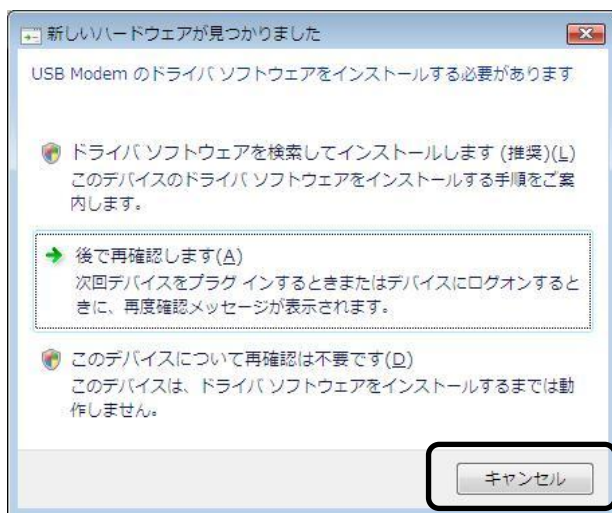 新しいハードウェアが見つかりました
USB Modem のドライバ ソフトウェアをインストールする必要があります
ドライバ ソフトウェアを検索してインストールします (推奨)(L)
このデバイスのドライバ ソフトウェアをインストールする手順をご案
内します。
後で再確認します(A)
次回デバイスをプラグ インするときまたはデバイスにログオンすると
きに、再度確認メッセージが表示されます。
このデバイスについて再確認は不要です(D)
このデバイスは、ドライバ ソフトウェアをインストールするまでは動
作しません。
キャンセル